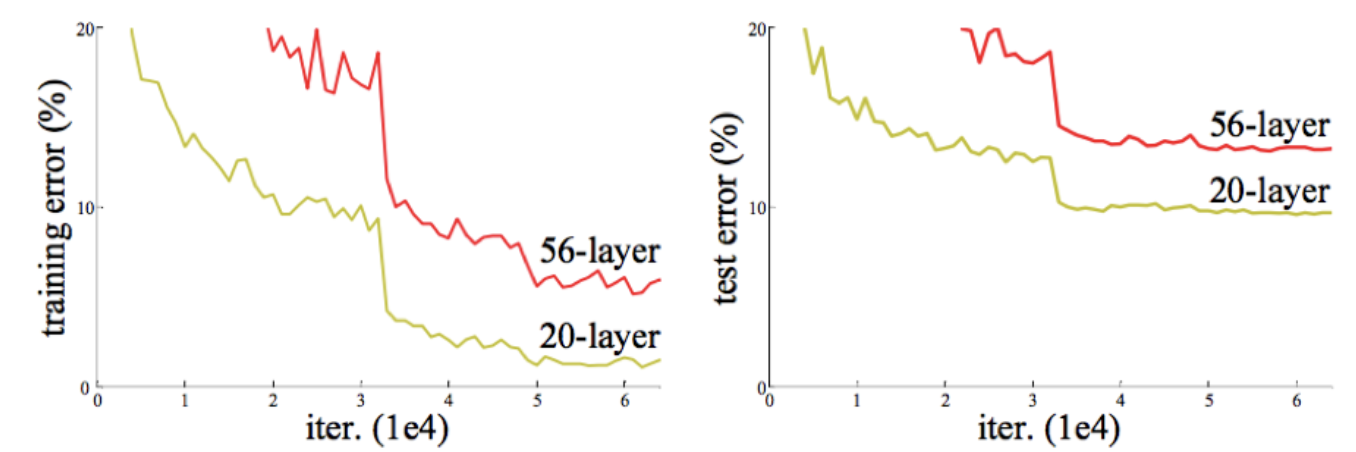 training error (%)
20
10
0
56-layer
20-layer
0 1 2 3 4 5 6
iter. (1e4)
test error (%)
20
10
0
56-layer
20-layer
0 1 2 3 4 5 6
iter. (1e4)